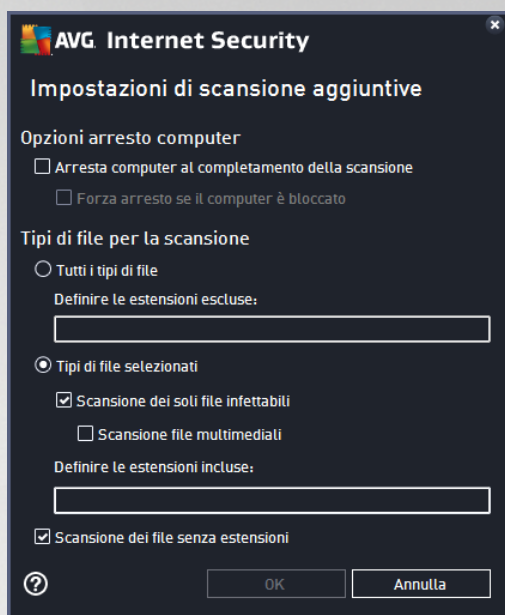 AVG. Internet Security
Impostazioni di scansione aggiuntive
Opzioni arresto computer
Arresta computer al completamento della scansione
Forza arresto se il computer è bloccato
Tipi di file per la scansione
Tutti i tipi di file
Definire le estensioni escluse:
Tipi di file selezionati
Scansione dei soli file infettabili
Scansione file multimediali
Definire le estensioni incluse:
Scansione dei file senza estensioni
?
OK
Annulla